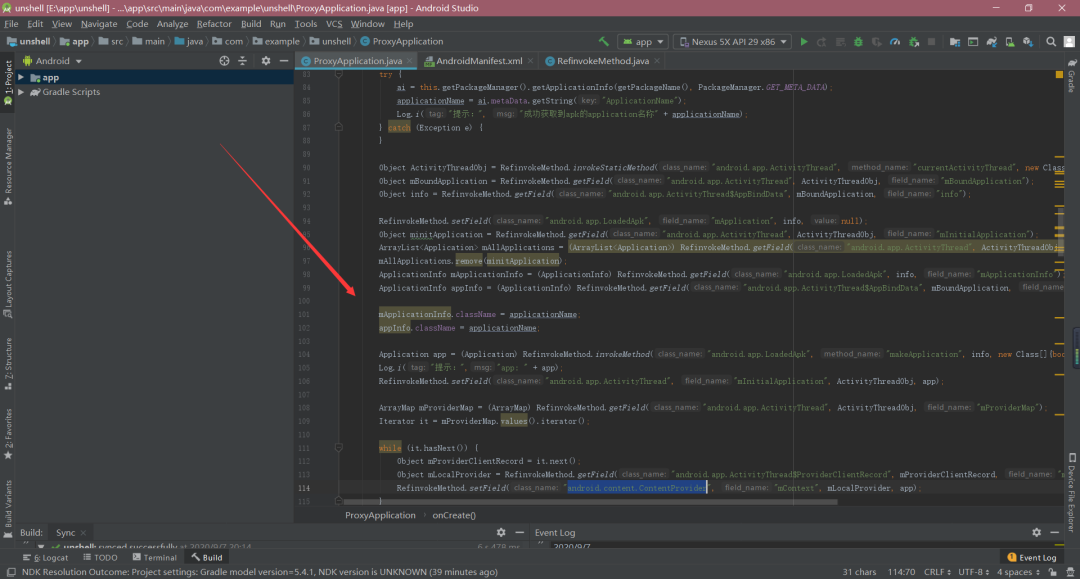 unshell [E:\app\unshell] - ...\app\src\main\java\com\example\unshell\ProxyApplication.java [app] - Android Studio
File Edit View Navigate Code Analyze Refactor Build Run Tools VCS Window Help
unshell app src main java com example unshell ProxyApplication app Nexus 5X API 29 x86
Android ProxyApplication.java AndroidManifest.xml RefinvokeMethod.java
app
Gradle Scripts
1: Project
Resource Manager
Layout Captures
Z: Structure
2: Favorites
Build Variants
Gradle
Device File Explorer
83 try {
84 ai = this.getPackageManager().getApplicationInfo(getPackageName(), PackageManager.GET_META_DATA);
85 applicationName = ai.metaData.getString( key: "ApplicationName");
86 Log.i( tag: "提示: ", msg: "成功获取到apk的application名称" + applicationName);
87 } catch (Exception e) {
88 }
89
90 Object ActivityThreadObj = RefinvokeMethod.invokeStaticMethod( class_name: "android.app.ActivityThread", method_name: "currentActivityThread", new Class
91 Object mBoundApplication = RefinvokeMethod.getField( class_name: "android.app.ActivityThread", ActivityThreadObj, field_name: "mBoundApplication");
92 Object info = RefinvokeMethod.getField( class_name: "android.app.ActivityThread$AppBindData", mBoundApplication, field_name: "info");
93
94 RefinvokeMethod.setField( class_name: "android.app.LoadedApk", field_name: "mApplication", info, value: null);
95 Object minitApplication = RefinvokeMethod.getField( class_name: "android.app.ActivityThread", ActivityThreadObj, field_name: "mInitialApplication");
96 ArrayList<Application> mAllApplications = (ArrayList<Application>) RefinvokeMethod.getField( class_name: "android.app.ActivityThread", ActivityThreadObj
97 mAllApplications.remove(minitApplication);
98 ApplicationInfo mApplicationInfo = (ApplicationInfo) RefinvokeMethod.getField( class_name: "android.app.LoadedApk", info, field_name: "mApplicationInfo")
99 ApplicationInfo appInfo = (ApplicationInfo) RefinvokeMethod.getField( class_name: "android.app.ActivityThread$AppBindData", mBoundApplication, field_name
100
101 mApplicationInfo.className = applicationName;
102 appInfo.className = applicationName;
103
104 Application app = (Application) RefinvokeMethod.invokeMethod( class_name: "android.app.LoadedApk", method_name: "makeApplication", info, new Class[]{boo
105 Log.i( tag: "提示: ", msg: "app: " + app);
106 RefinvokeMethod.setField( class_name: "android.app.ActivityThread", field_name: "mInitialApplication", ActivityThreadObj, app);
107
108 ArrayMap mProviderMap = (ArrayMap) RefinvokeMethod.getField( class_name: "android.app.ActivityThread", ActivityThreadObj, field_name: "mProviderMap");
109 Iterator it = mProviderMap.values().iterator();
110
111 while (it.hasNext()) {
112 Object mProviderClientRecord = it.next();
113 Object mLocalProvider = RefinvokeMethod.getField( class_name: "android.app.ActivityThread$ProviderClientRecord", mProviderClientRecord, field_name: "m
114 RefinvokeMethod.setField( class_name: "android.content.ContentProvider", field_name: "mContext", mLocalProvider, app);
115 }
ProxyApplication onCreate()
Build: Sync Event Log
unshell: synced successfully at 2020/9/7 20:14 6 s 479 ms 2020/9/7
6: Logcat TODO Terminal Build 1 Event Log
NDK Resolution Outcome: Project settings: Gradle model version=5.4.1, NDK version is UNKNOWN (39 minutes ago) 31 chars 114:70 CRLF UTF-8 4 spaces